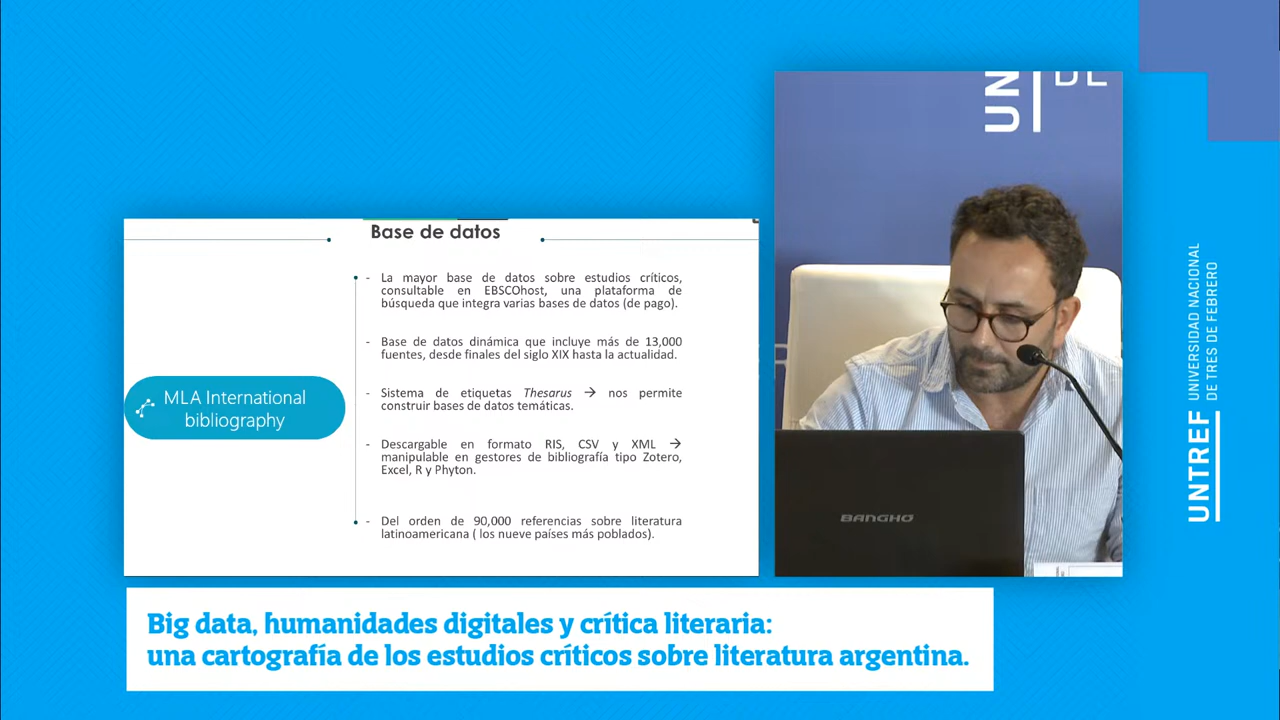 Base de datos
MLA International
bibliography
- La mayor base de datos sobre estudios críticos,
consultable en EBSCOhost, una plataforma de
búsqueda que integra varias bases de datos (de pago).
- Base de datos dinámica que incluye más de 13,000
fuentes, desde finales del siglo XIX hasta la actualidad.
- Sistema de etiquetas Thesarus → nos permite
construir bases de datos temáticas.
- Descargable en formato RIS, CSV y XML →
manipulable en gestores de bibliografía tipo Zotero,
Excel, R y Phyton.
- Del orden de 90,000 referencias sobre literatura
latinoamericana ( los nueve países más poblados).
UN
DE
BANGHO
Big data, humanidades digitales y crítica literaria:
una cartografía de los estudios críticos sobre literatura argentina.
UNTREF
UNIVERSIDAD NACIONAL
DE TRES DE FEBRERO